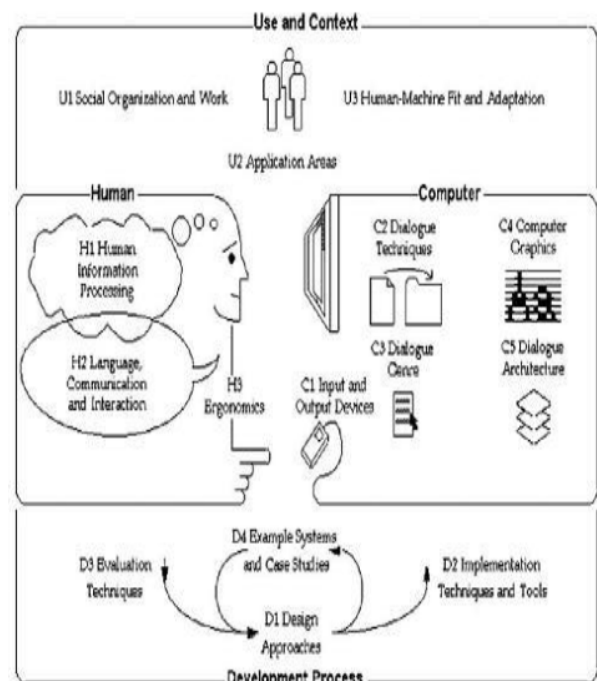 Use and Context
U1 Social Organization and Work
U3 Human-Machine Fit and Adaptation
U2 Application Areas
Human
H1 Human
Information
Processing
H2 Language,
Communication
and Interaction
H3
Ergonomics
Computer
C2 Dialogue
Techniques
C4 Computer
Graphics
C3 Dialogue
Genre
C5 Dialogue
Architecture
C1 Input and
Output Devices
D4 Example Systems
and Case Studies
D3 Evaluation
Techniques
D2 Implementation
Techniques and Tools
D1 Design
Approaches
Development Process